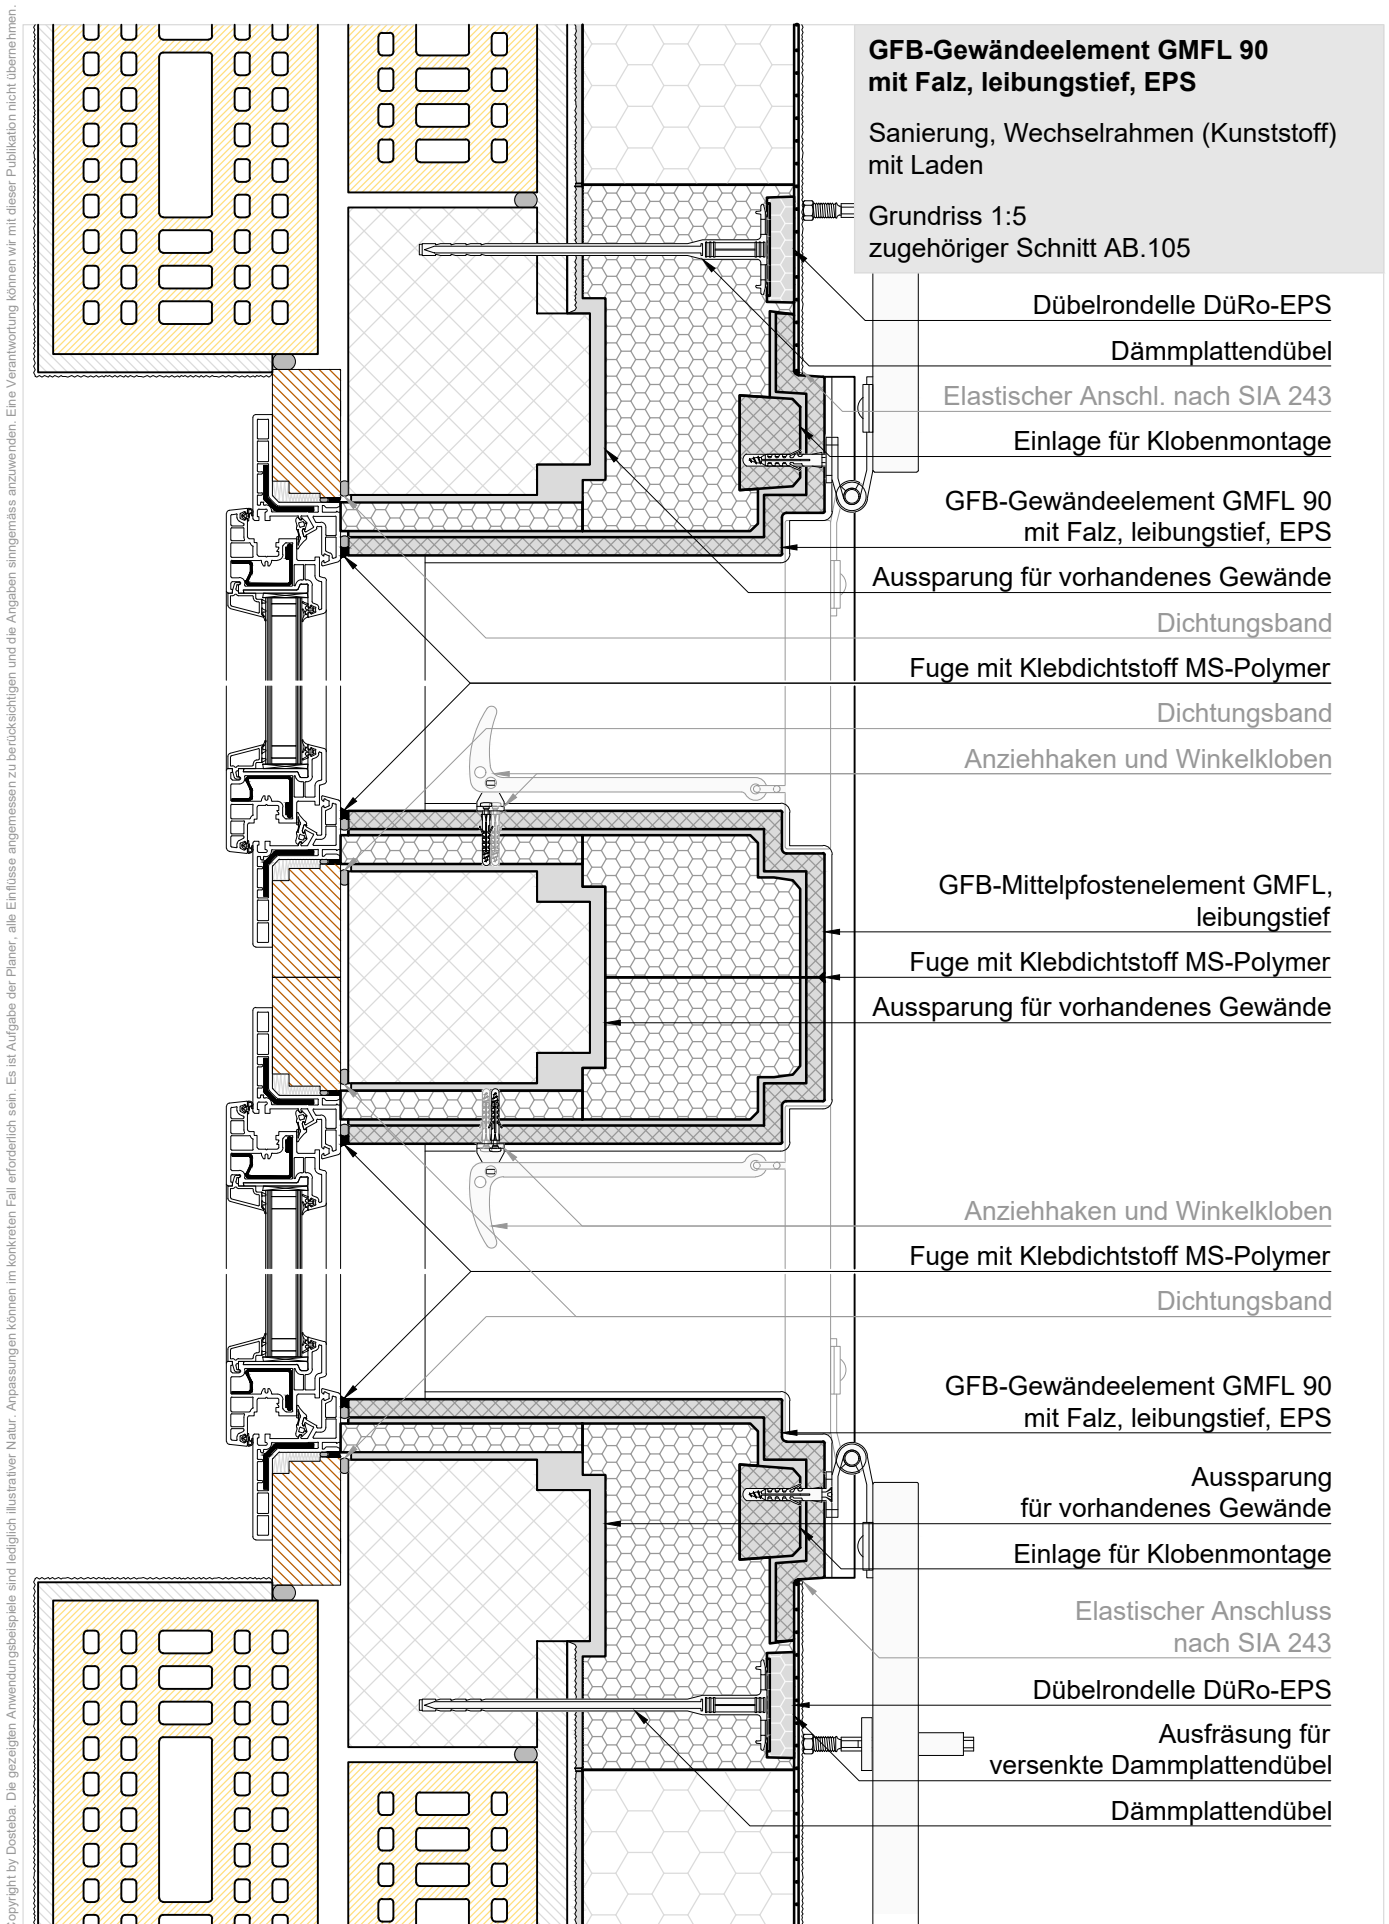 GFB-Gewändeelement GMFL 90
mit Falz, leibungstief, EPS
Sanierung, Wechselrahmen (Kunststoff)
mit Laden
Grundriss 1:5
zugehöriger Schnitt AB.105
Dübelrondelle DüRo-EPS
Dämmplattendübel
Elastischer Anschl. nach SIA 243
Einlage für Klobenmontage
GFB-Gewändeelement GMFL 90
mit Falz, leibungstief, EPS
Aussparung für vorhandenes Gewände
Dichtungsband
Fuge mit Klebdichtstoff MS-Polymer
Dichtungsband
Anziehhaken und Winkelkloben
GFB-Mittelpfostenelement GMFL,
leibungstief
Fuge mit Klebdichtstoff MS-Polymer
Aussparung für vorhandenes Gewände
Anziehhaken und Winkelkloben
Fuge mit Klebdichtstoff MS-Polymer
Dichtungsband
GFB-Gewändeelement GMFL 90
mit Falz, leibungstief, EPS
Aussparung
für vorhandenes Gewände
Einlage für Klobenmontage
Elastischer Anschluss
nach SIA 243
Dübelrondelle DüRo-EPS
Ausfräsung für
versenkte Dammplattendübel
Dämmplattendübel
Copyright by Dosteba. Die gezeigten Anwendungsbeispiele sind lediglich illustrativer Natur. Anpassungen können im konkreten Fall erforderlich sein. Es ist Aufgabe der Planer, alle Einflüsse angemessen zu berücksichtigen und die Angaben sinngemäss anzuwenden. Eine Verantwortung können wir mit dieser Publikation nicht übernehmen.